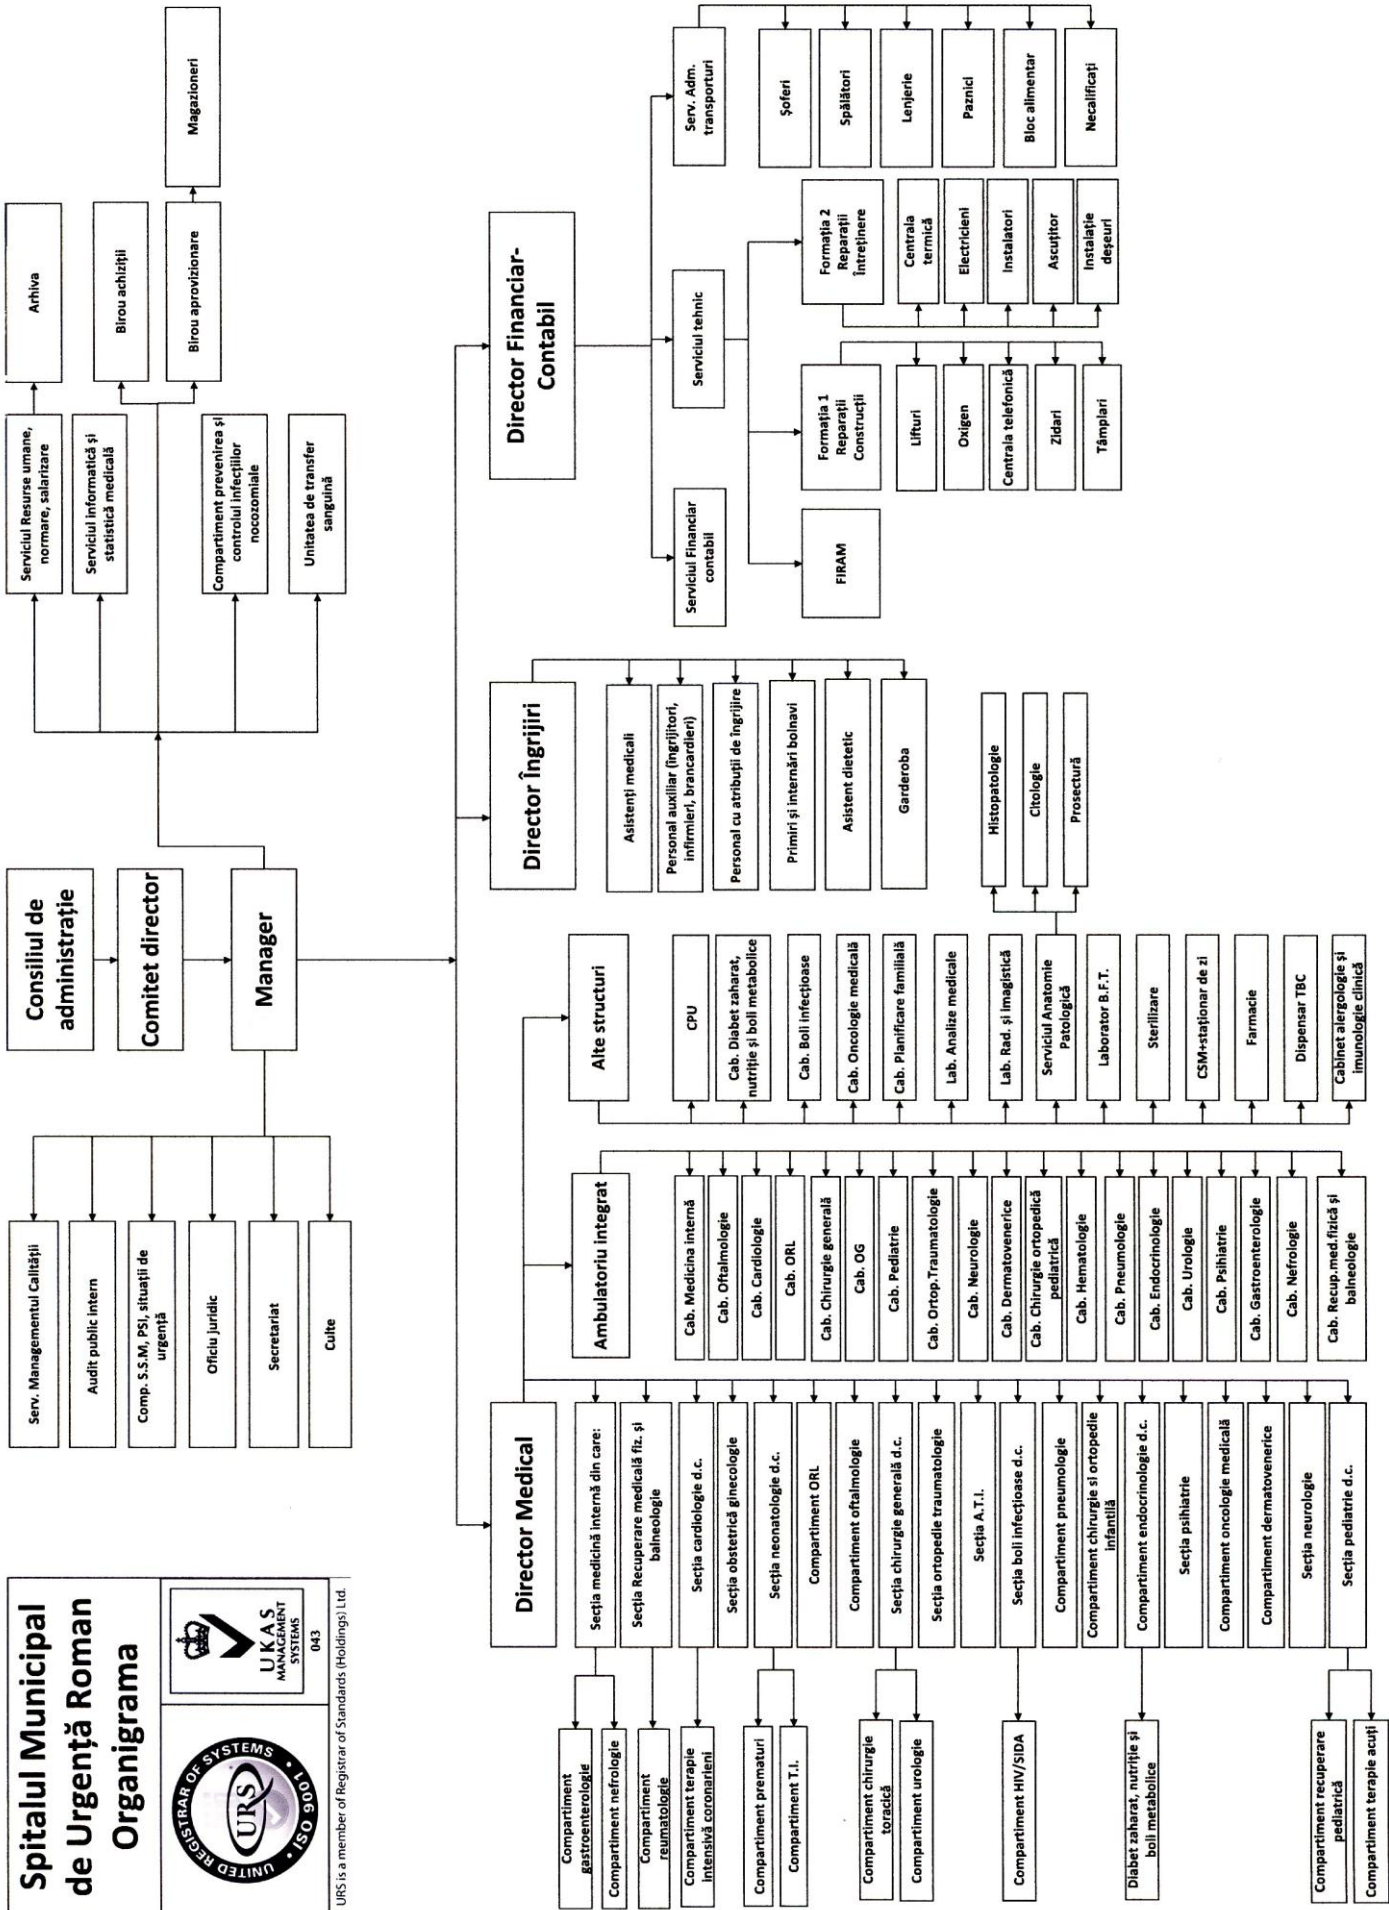 Spitalul Municipal
de Urgență Roman
Organigrama
UNITED REGISTRAR OF SYSTEMS
URS
ISO 9001
UKAS
MANAGEMENT
SYSTEMS
043
URS is a member of Registrar of Standards (Holdings) Ltd.
Consiliul de
administrație
Comitet director
Manager
Serv. Managementul Calității
Audit public intern
Comp. S.S.M, PSI, situații de
urgență
Oficiu juridic
Secretariat
Culte
Serviciul Resurse umane,
normare, salarizare
Arhiva
Serviciul informatică și
statistică medicală
Birou achiziții
Birou aprovizionare
Magazioneri
Compartiment prevenirea și
controlul infecțiilor
nocozomiale
Unitatea de transfer
sanguină
Director Medical
Secția medicină internă din care:
Compartiment
gastroenterologie
Compartiment nefrologie
Secția Recuperare medicală fiz. și
balneologie
Compartiment
reumatologie
Secția cardiologie d.c.
Compartiment terapie
intensivă coronarieni
Secția obstetrică ginecologie
Secția neonatologie d.c.
Compartiment prematuri
Compartiment T.I.
Compartiment ORL
Compartiment oftalmologie
Secția chirurgie generală d.c.
Compartiment chirurgie
toracică
Compartiment urologie
Secția ortopedie traumatologie
Secția A.T.I.
Secția boli infecțioase d.c.
Compartiment HIV/SIDA
Compartiment pneumologie
Compartiment chirurgie si ortopedie
infantilă
Compartiment endocrinologie d.c.
Diabet zaharat, nutriție și
boli metabolice
Secția psihiatrie
Compartiment oncologie medicală
Compartiment dermatovenerice
Secția neurologie
Secția pediatrie d.c.
Compartiment recuperare
pediatrică
Compartiment terapie acuți
Ambulatoriu integrat
Cab. Medicina internă
Cab. Oftalmologie
Cab. Cardiologie
Cab. ORL
Cab. Chirurgie generală
Cab. OG
Cab. Pediatrie
Cab. Ortop.Traumatologie
Cab. Neurologie
Cab. Dermatovenerice
Cab. Chirurgie ortopedică
pediatrică
Cab. Hematologie
Cab. Pneumologie
Cab. Endocrinologie
Cab. Urologie
Cab. Psihiatrie
Cab. Gastroenterologie
Cab. Nefrologie
Cab. Recup.med.fizică și
balneologie
Alte structuri
CPU
Cab. Diabet zaharat,
nutriție și boli metabolice
Cab. Boli infecțioase
Cab. Oncologie medicală
Cab. Planificare familială
Lab. Analize medicale
Lab. Rad. și imagistică
Serviciul Anatomie
Patologică
Histopatologie
Citologie
Prosectură
Laborator B.F.T.
Sterilizare
CSM+staționar de zi
Farmacie
Dispensar TBC
Cabinet alergologie și
imunologie clinică
Director Îngrijiri
Asistenți medicali
Personal auxiliar (îngrijitori,
infirmieri, brancardieri)
Personal cu atribuții de îngrijire
Primiri și internări bolnavi
Asistent dietetic
Garderoba
Director Financiar-
Contabil
Serviciul Financiar
contabil
Serviciul tehnic
FIRAM
Formația 1
Reparații
Construcții
Lifturi
Oxigen
Centrala telefonică
Zidari
Tâmplari
Formația 2
Reparații
Întreținere
Centrala
termică
Electricieni
Instalatori
Ascuțitor
Instalație
deșeuri
Serv. Adm.
transporturi
Șoferi
Spălători
Lenjerie
Paznici
Bloc alimentar
Necalificați